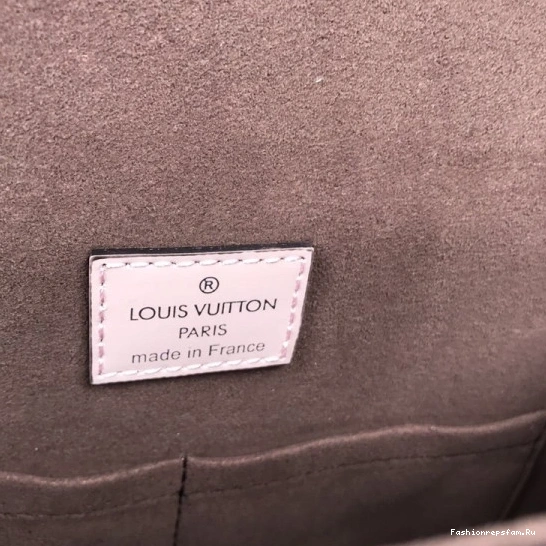 ®
LOUIS VUITTON
PARIS
made in France
Fashionrepsfam.Ru